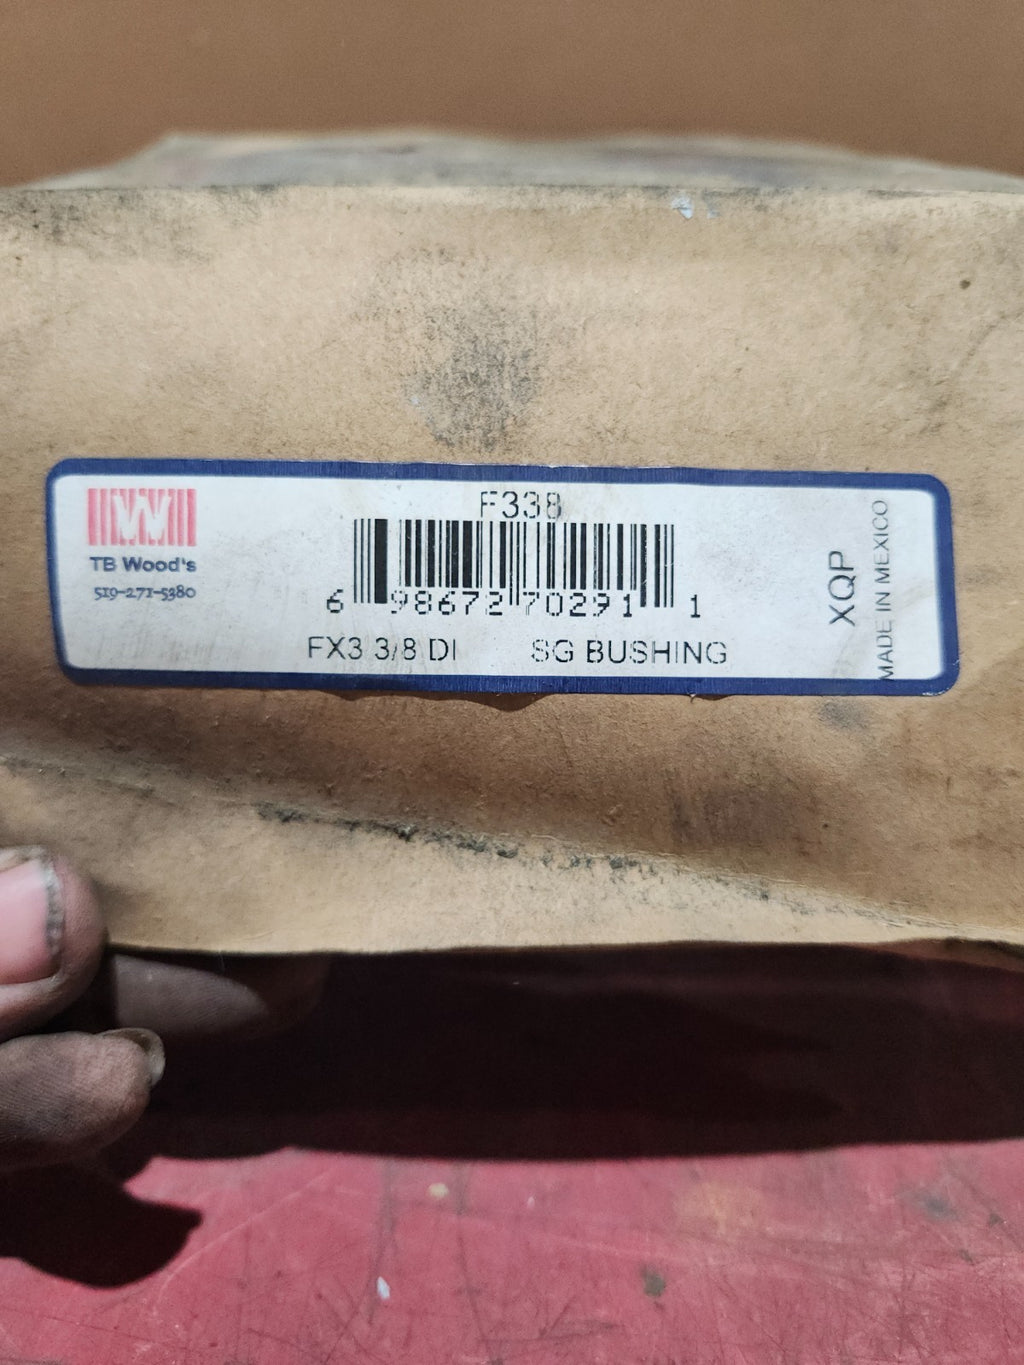 F338
W
TB Wood's
519-271-5380
6 98672 70291 1
FX3 3/8 DI SG BUSHING
XQP
MADE IN MEXICO